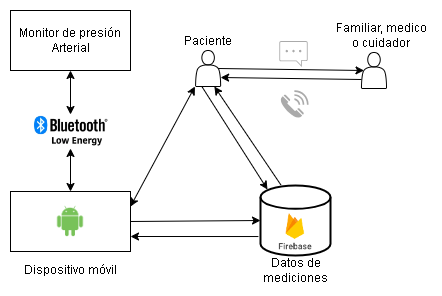 Monitor de presión
Arterial
Paciente
Familiar, medico
o cuidador
Bluetooth
Low Energy
Firebase
Dispositivo móvil
Datos de
mediciones